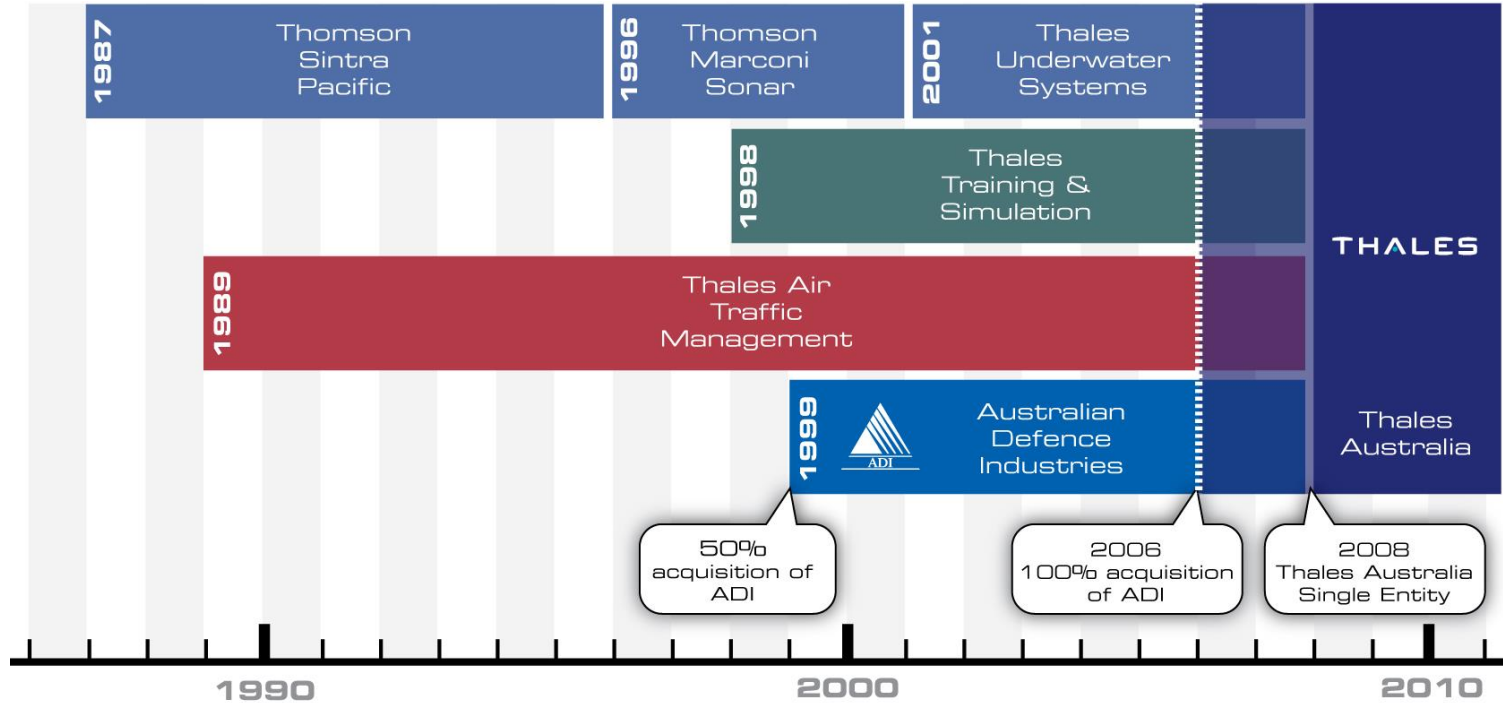 1987
Thomson
Sintra
Pacific
1996
Thomson
Marconi
Sonar
2001
Thales
Underwater
Systems
1998
Thales
Training &
Simulation
THALES
1989
Thales Air
Traffic
Management
1999
ADI
Australian
Defence
Industries
Thales
Australia
50%
acquisition of
ADI
2006
100% acquisition
of ADI
2008
Thales Australia
Single Entity
1990
2000
2010